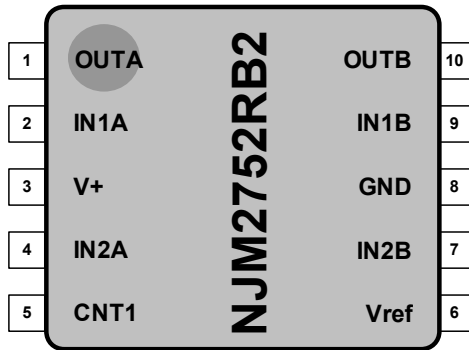 1 OUTA OUTB 10
2 IN1A IN1B 9
3 V+ GND 8
4 IN2A IN2B 7
5 CNT1 Vref 6
NJM2752RB2